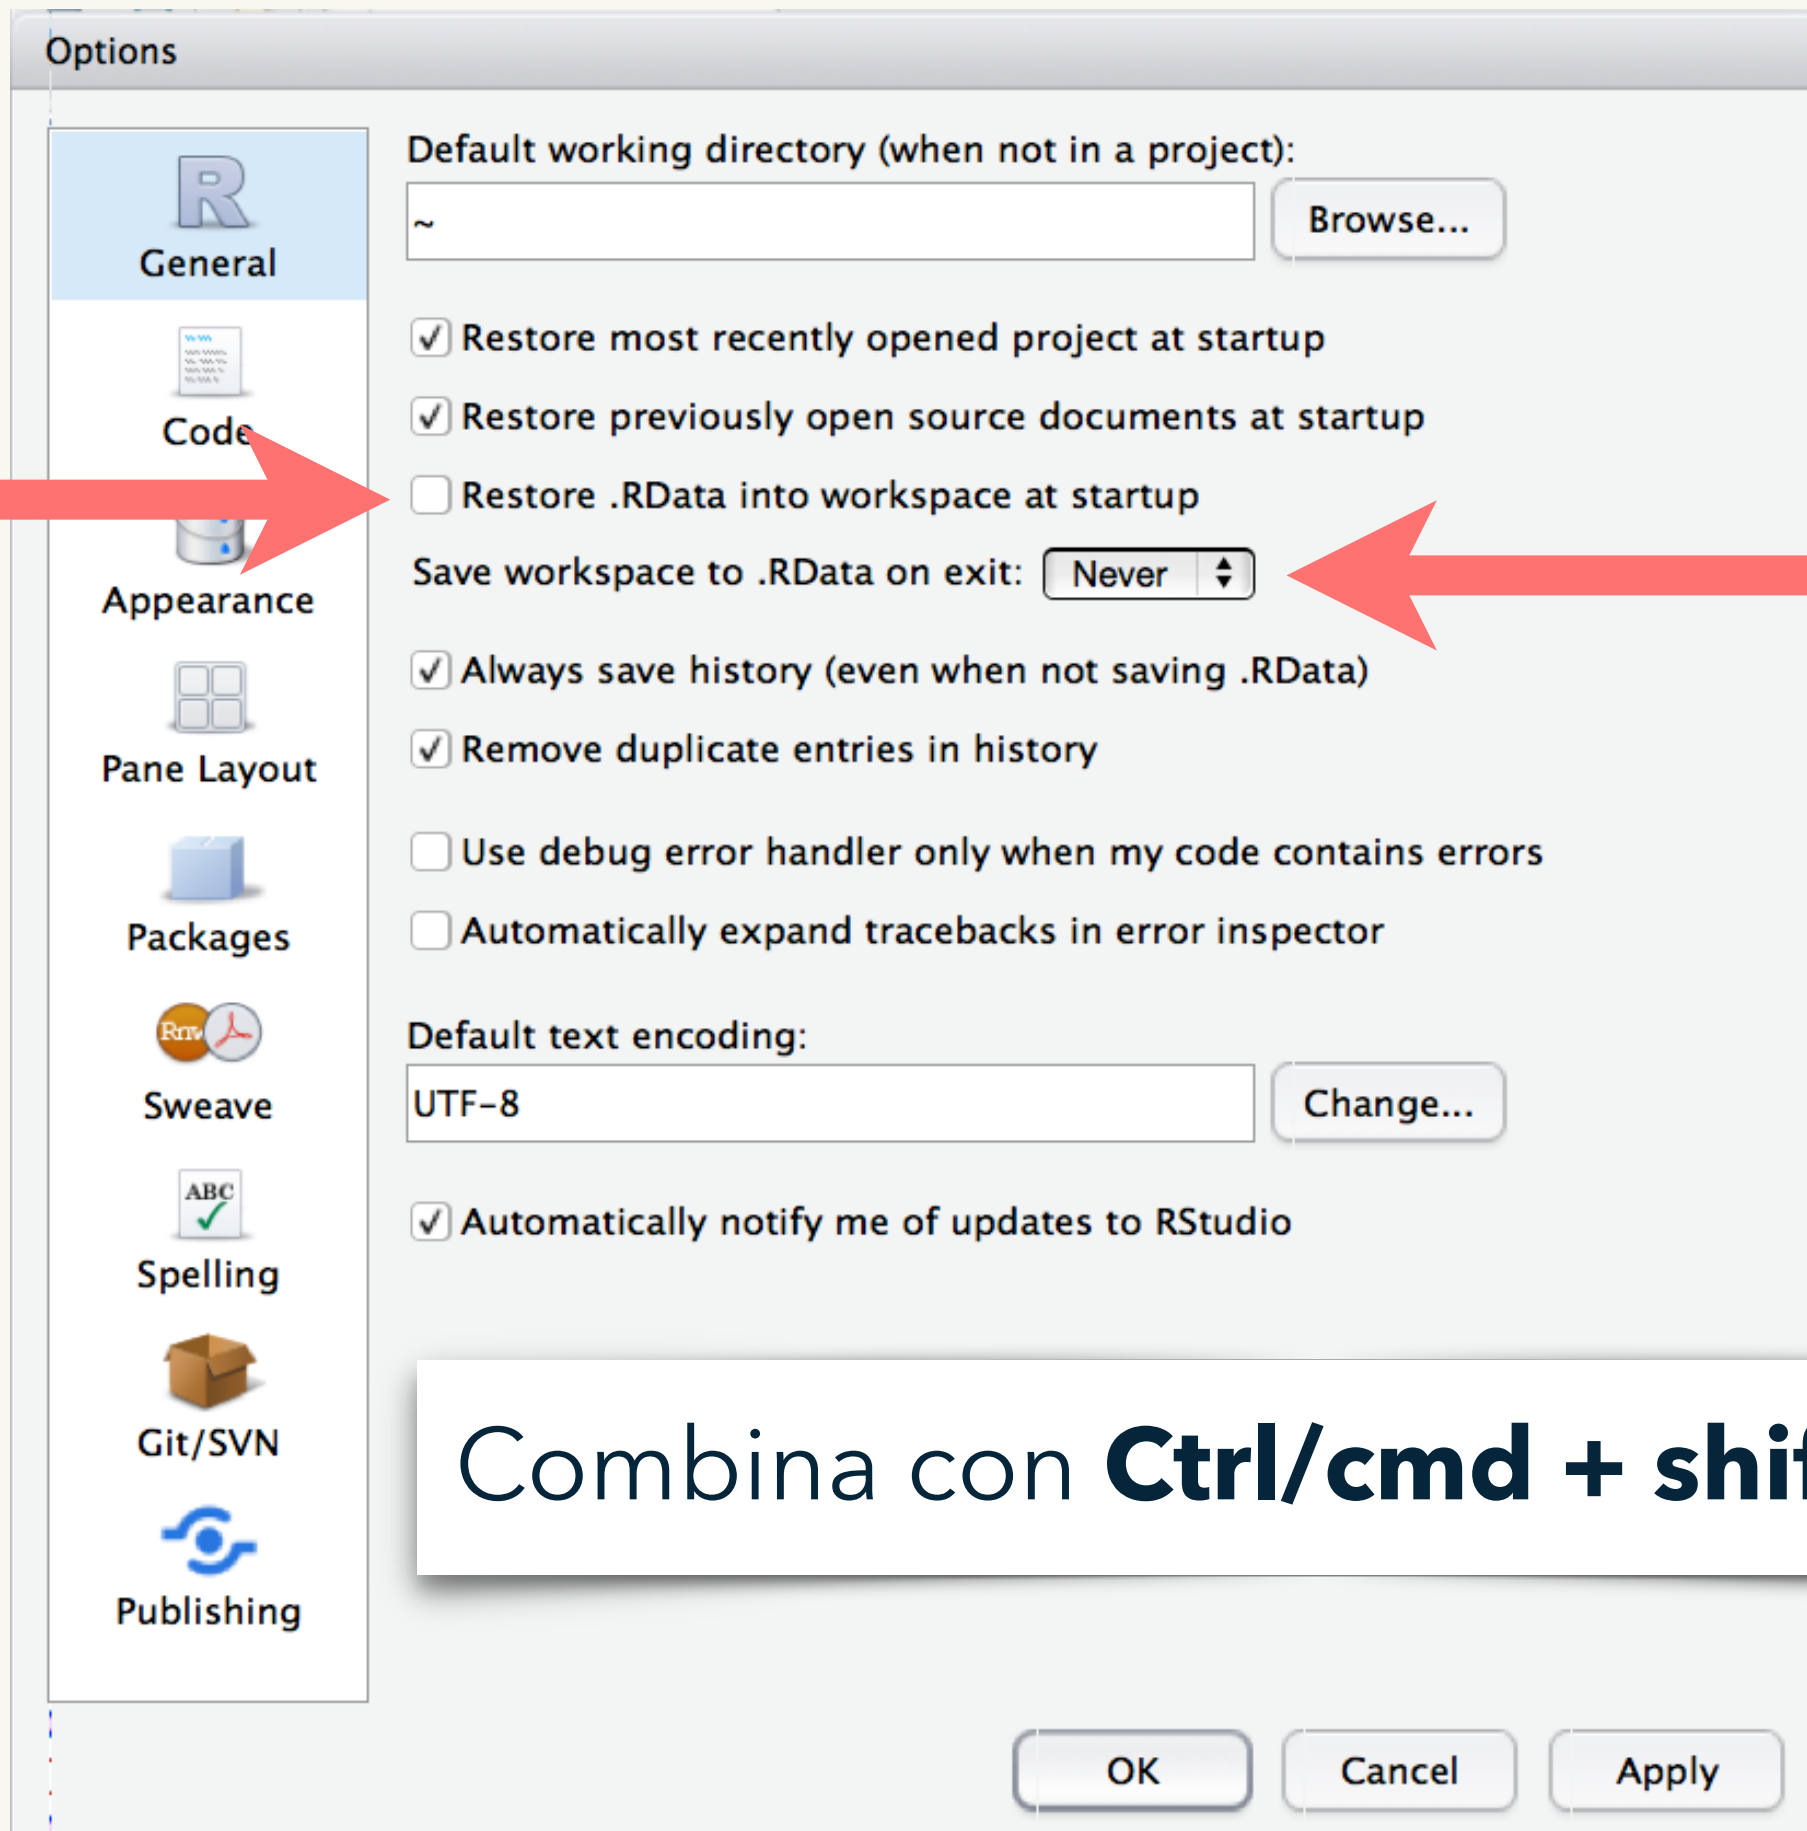 Options
General
Code
Appearance
Pane Layout
Packages
Rnw
Sweave
ABC
Spelling
Git/SVN
Publishing
Default working directory (when not in a project):
~
Browse...
Restore most recently opened project at startup
Restore previously open source documents at startup
Restore .RData into workspace at startup
Save workspace to .RData on exit: Never
Always save history (even when not saving .RData)
Remove duplicate entries in history
Use debug error handler only when my code contains errors
Automatically expand tracebacks in error inspector
Default text encoding:
UTF-8
Change...
Automatically notify me of updates to RStudio
Combina con Ctrl/cmd + shif
OK Cancel Apply